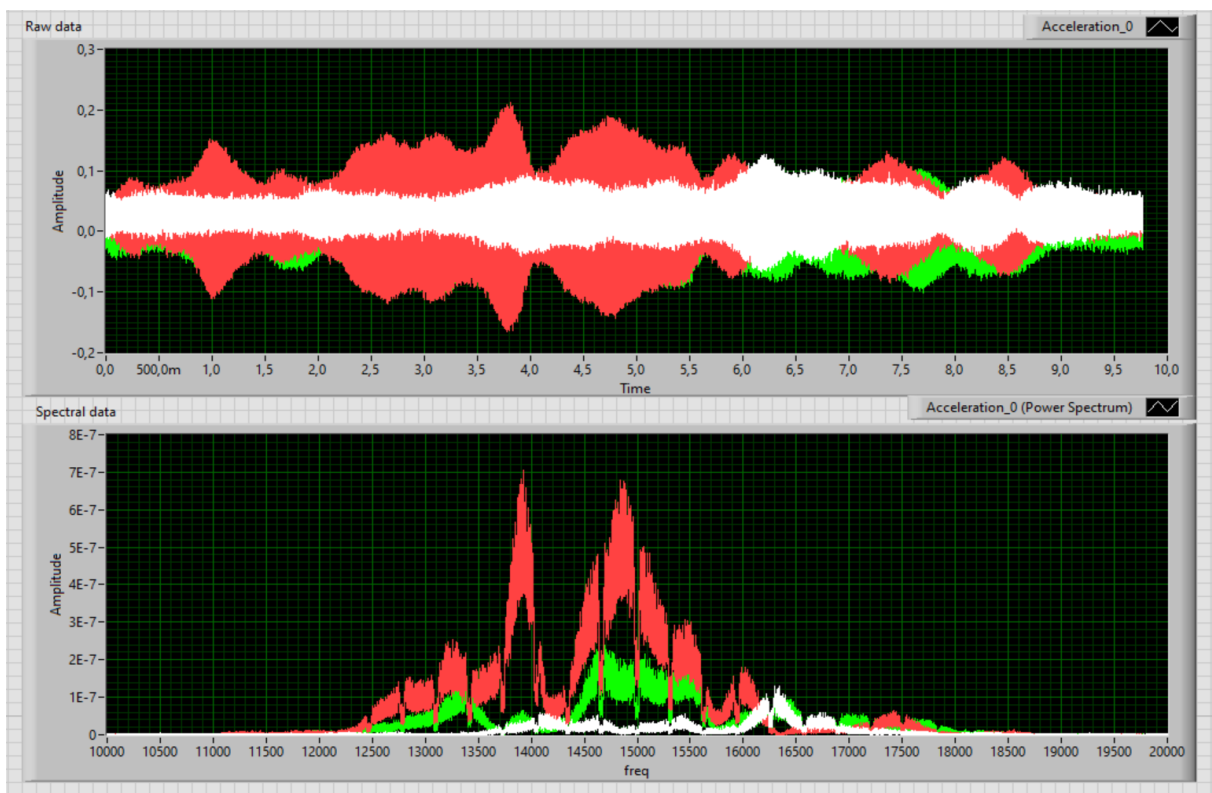 Raw data
Acceleration_0
0,3
0,2
0,1
0,0
-0,1
-0,2
Amplitude
0,0 500,0m 1,0 1,5 2,0 2,5 3,0 3,5 4,0 4,5 5,0 5,5 6,0 6,5 7,0 7,5 8,0 8,5 9,0 9,5 10,0
Time
Spectral data
Acceleration_0 (Power Spectrum)
8E-7
7E-7
6E-7
5E-7
4E-7
3E-7
2E-7
1E-7
0
Amplitude
10000 10500 11000 11500 12000 12500 13000 13500 14000 14500 15000 15500 16000 16500 17000 17500 18000 18500 19000 19500 20000
freq